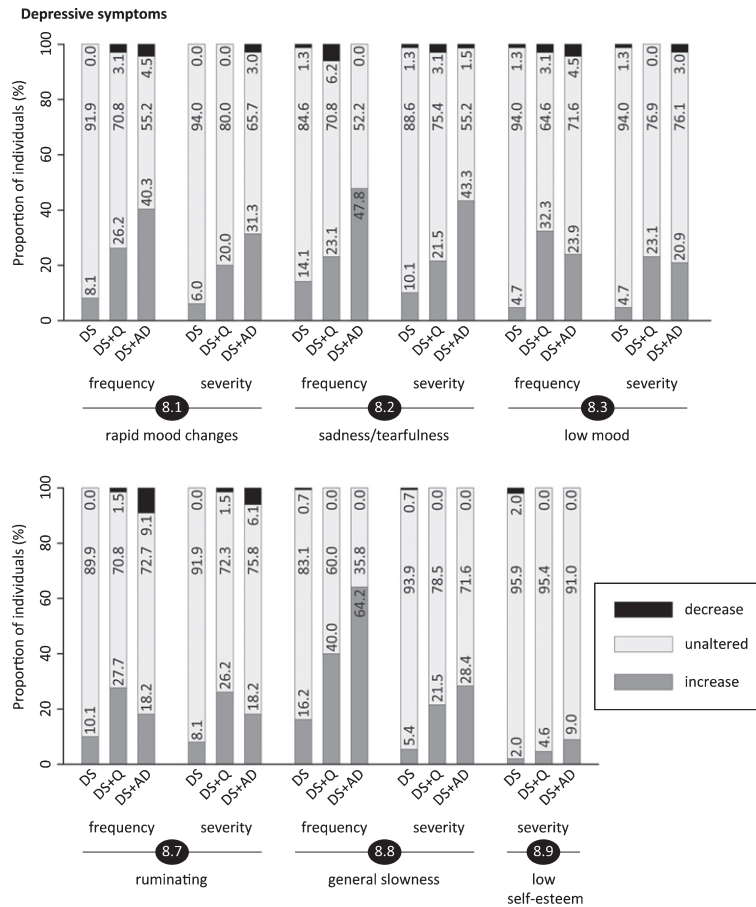 Depressive symptoms
Proportion of individuals (%)
100
80
60
40
20
0
0.0 3.1 4.5 0.0 0.0 3.0 1.3 6.2 0.0 1.3 3.1 1.5 1.3 3.1 4.5 1.3 0.0 3.0
91.9 70.8 55.2 94.0 80.0 65.7 84.6 70.8 52.2 88.6 75.4 55.2 94.0 64.6 71.6 94.0 76.9 76.1
8.1 26.2 40.3 6.0 20.0 31.3 14.1 23.1 47.8 10.1 21.5 43.3 4.7 32.3 23.9 4.7 23.1 20.9
DS DS+Q DS+AD DS DS+Q DS+AD DS DS+Q DS+AD DS DS+Q DS+AD DS DS+Q DS+AD DS DS+Q DS+AD
frequency severity frequency severity frequency severity
8.1 8.2 8.3
rapid mood changes sadness/tearfulness low mood
Proportion of individuals (%)
100
80
60
40
20
0
0.0 1.5 9.1 0.0 1.5 6.1 0.7 0.0 0.0 0.7 0.0 0.0 2.0 0.0 0.0
89.9 70.8 72.7 91.9 72.3 75.8 83.1 60.0 35.8 93.9 78.5 71.6 95.9 95.4 91.0
10.1 27.7 18.2 8.1 26.2 18.2 16.2 40.0 64.2 5.4 21.5 28.4 2.0 4.6 9.0
DS DS+Q DS+AD DS DS+Q DS+AD DS DS+Q DS+AD DS DS+Q DS+AD DS DS+Q DS+AD
frequency severity frequency severity severity
8.7 8.8 8.9
ruminating general slowness low
self-esteem
decrease
unaltered
increase